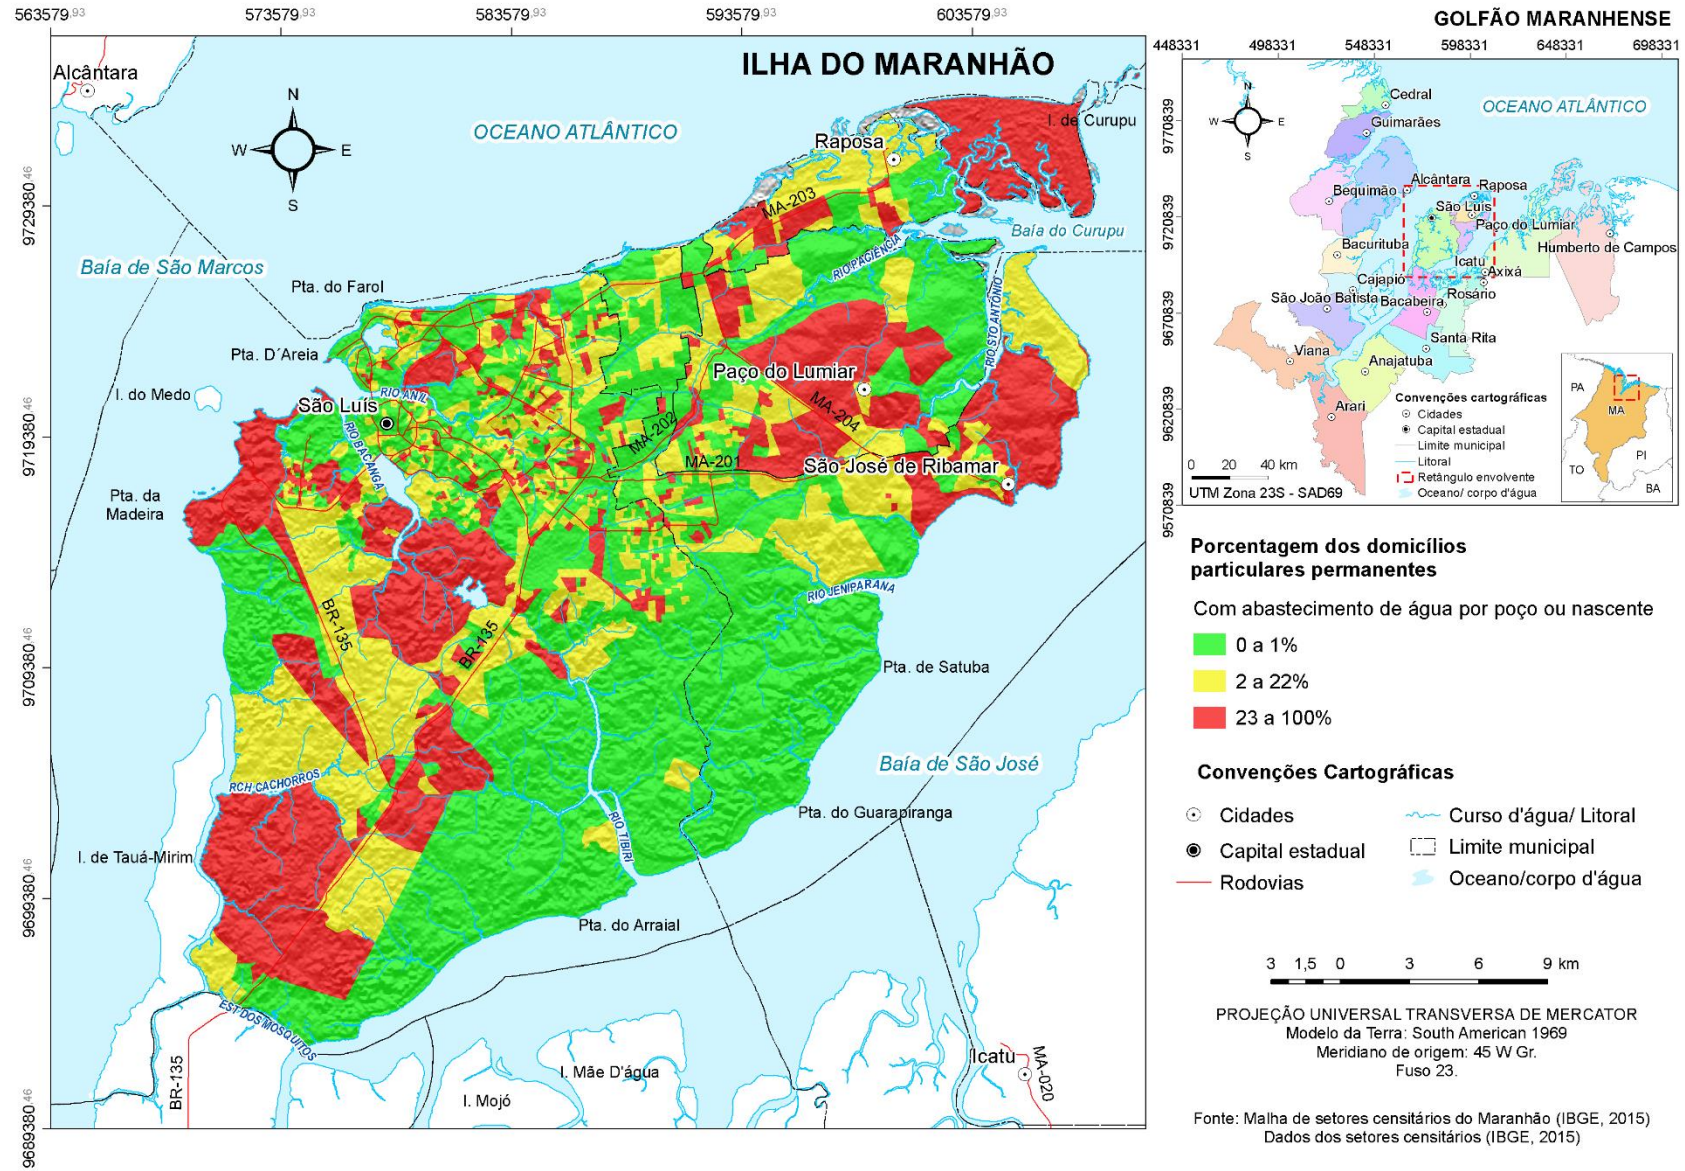 563579,93
573579,93
583579,93
593579,93
603579,93
9729380,46
9719380,46
9709380,46
9699380,46
9689380,46
ILHA DO MARANHÃO
Alcântara
N
W
E
S
OCEANO ATLÂNTICO
I. de Curupu
Raposa
MA-203
Baía do Curupu
Baía de São Marcos
Pta. do Farol
RIO PACIÊNCIA
RIO STO ANTÔNIO
Pta. D´Areia
Paço do Lumiar
I. do Medo
RIO ANIL
São Luís
MA-204
MA-202
RIO BACANGA
MA-201
São José de Ribamar
Pta. da
Madeira
RIO JENIPARANA
BR-135
BR-135
Pta. de Satuba
Baía de São José
RCH CACHORROS
Pta. do Guarapiranga
RIO TIBIRI
I. de Tauá-Mirim
Pta. do Arraial
EST DOS MOSQUITOS
BR-135
I. Mãe D'água
I. Mojó
Icatu
MA-020
GOLFÃO MARANHENSE
448331
498331
548331
598331
648331
698331
9770839
9720839
9670839
9620839
9570839
N
W
E
S
Cedral
OCEANO ATLÂNTICO
Guimarães
Alcântara
Raposa
Bequimão
São Luís
Paço do Lumiar
Bacurituba
Humberto de Campos
Icatu
Axixá
Cajapió
Rosário
São João Batista
Bacabeira
Santa Rita
Viana
Anajatuba
Arari
Convenções cartográficas
Cidades
Capital estadual
Limite municipal
Litoral
Retângulo envolvente
Oceano/ corpo d'água
0 20 40 km
UTM Zona 23S - SAD69
PA
MA
TO
PI
BA
Porcentagem dos domicílios
particulares permanentes
Com abastecimento de água por poço ou nascente
0 a 1%
2 a 22%
23 a 100%
Convenções Cartográficas
Cidades
Capital estadual
Rodovias
Curso d'água/ Litoral
Limite municipal
Oceano/corpo d'água
3 1,5 0 3 6 9 km
PROJEÇÃO UNIVERSAL TRANSVERSA DE MERCATOR
Modelo da Terra: South American 1969
Meridiano de origem: 45 W Gr.
Fuso 23.
Fonte: Malha de setores censitários do Maranhão (IBGE, 2015)
Dados dos setores censitários (IBGE, 2015)